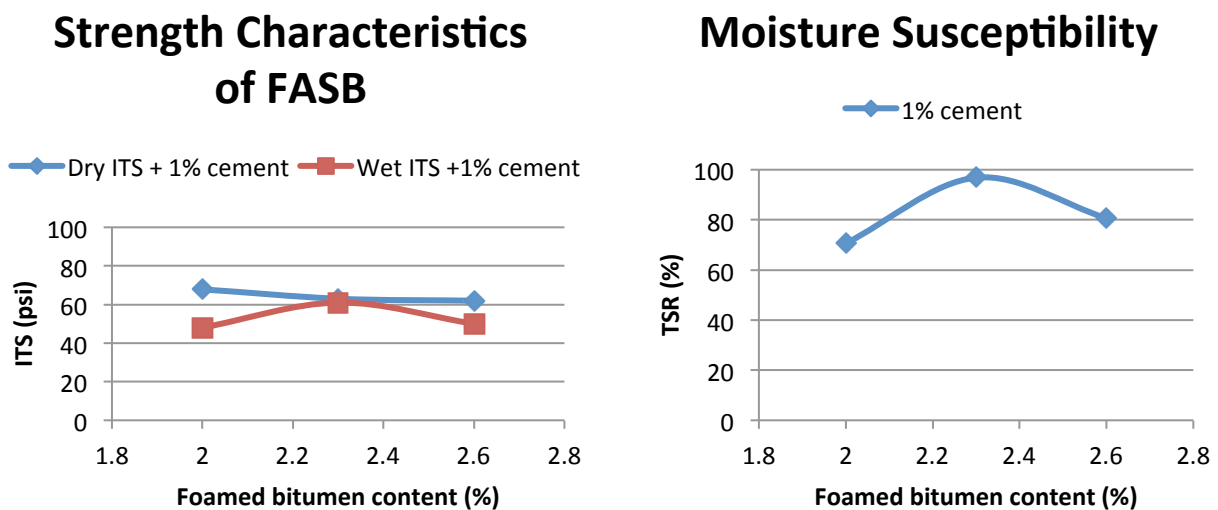 Strength Characteristics
of FASB
Dry ITS + 1% cement
Wet ITS +1% cement
ITS (psi)
100
80
60
40
20
0
1.8 2 2.2 2.4 2.6 2.8
Foamed bitumen content (%)
Moisture Susceptibility
1% cement
TSR (%)
100
80
60
40
20
0
1.8 2 2.2 2.4 2.6 2.8
Foamed bitumen content (%)